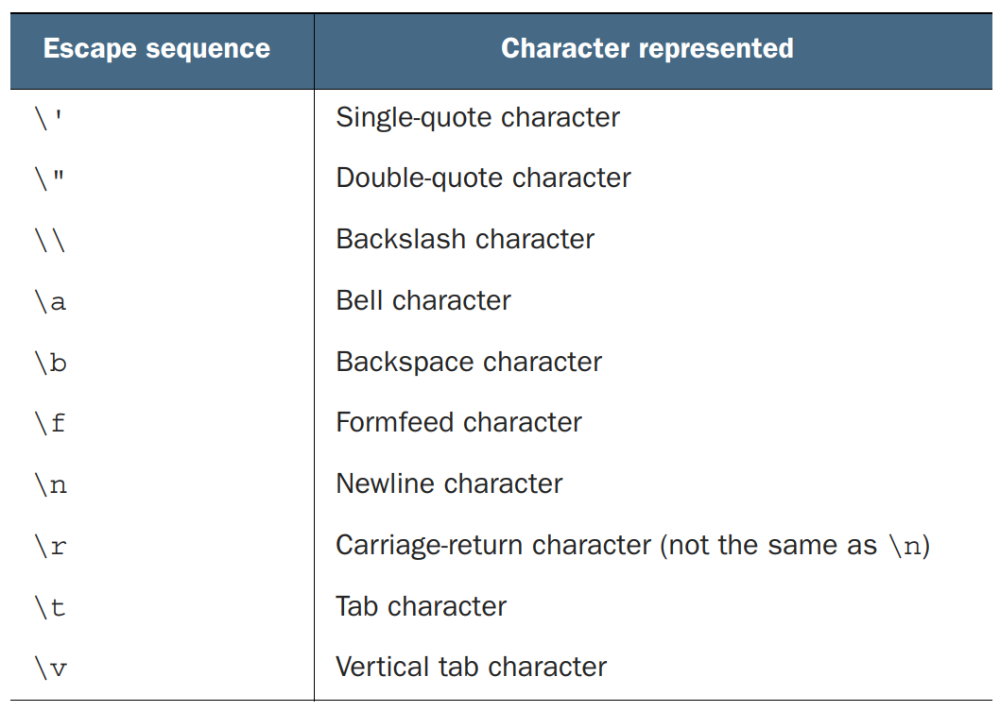 Escape sequence Character represented
\' Single-quote character
\" Double-quote character
\\ Backslash character
\a Bell character
\b Backspace character
\f Formfeed character
\n Newline character
\r Carriage-return character (not the same as \n)
\t Tab character
\v Vertical tab character